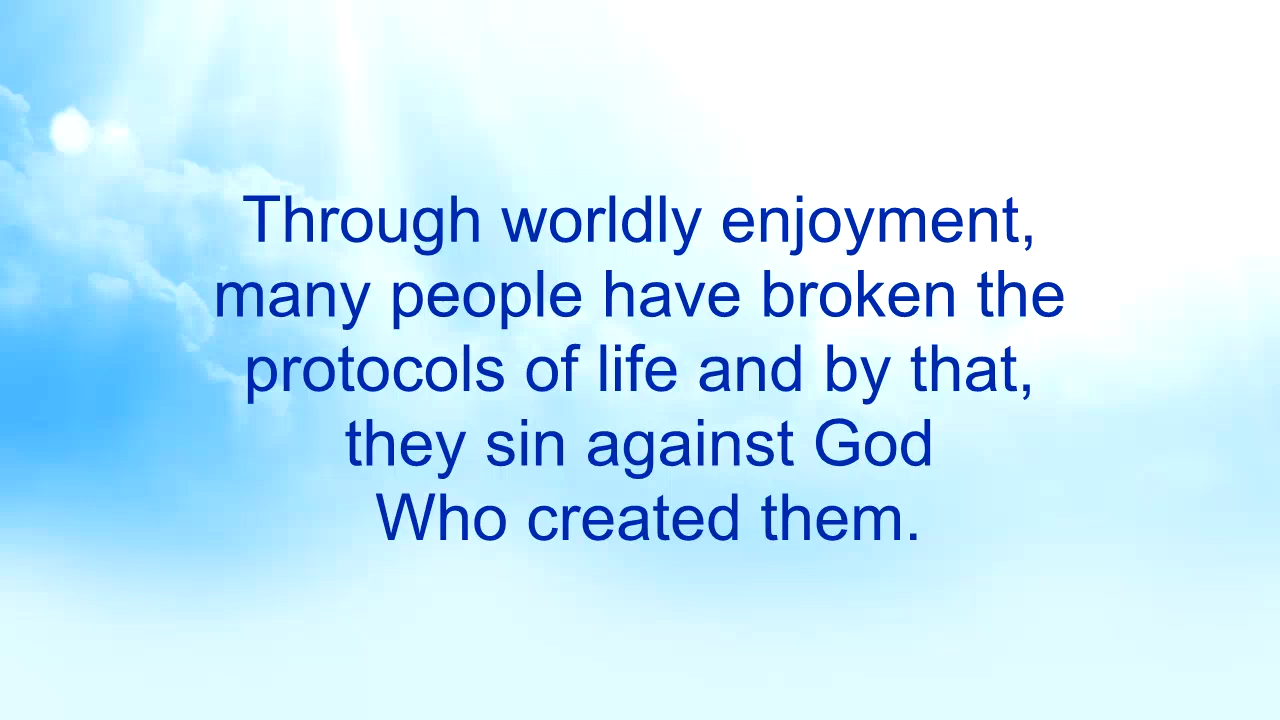 Through worldly enjoyment,
many people have broken the
protocols of life and by that,
they sin against God
Who created them.